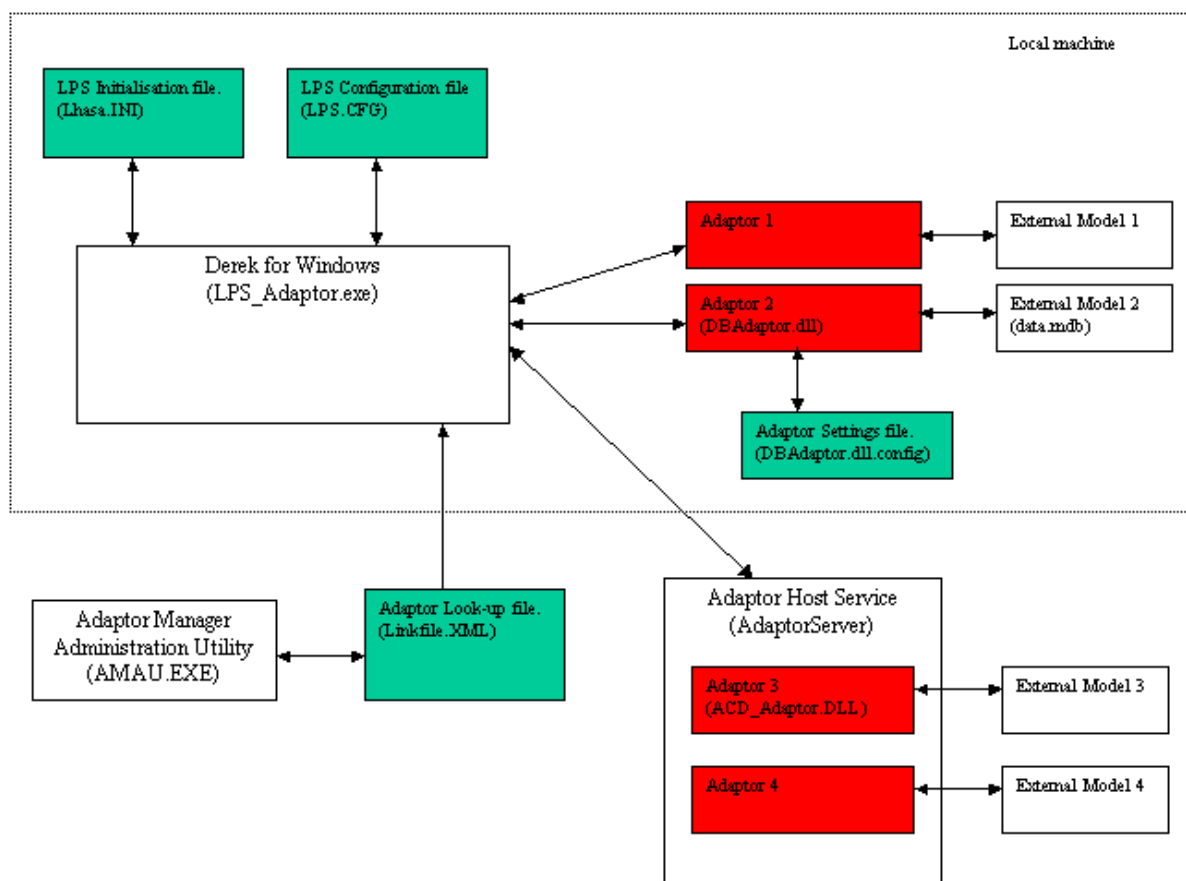 Local machine
LPS Initialisation file.
(Lhasa.INI)
LPS Configuration file
(LPS.CFG)
Adaptor 1
External Model 1
Derek for Windows
(LPS_Adaptor.exe)
Adaptor 2
(DBAdaptor.dll)
External Model 2
(data.mdb)
Adaptor Settings file.
(DBAdaptor.dll.config)
Adaptor Manager
Administration Utility
(AMAU.EXE)
Adaptor Look-up file.
(Linkfile.XML)
Adaptor Host Service
(AdaptorServer)
Adaptor 3
(ACD_Adaptor.DLL)
External Model 3
Adaptor 4
External Model 4